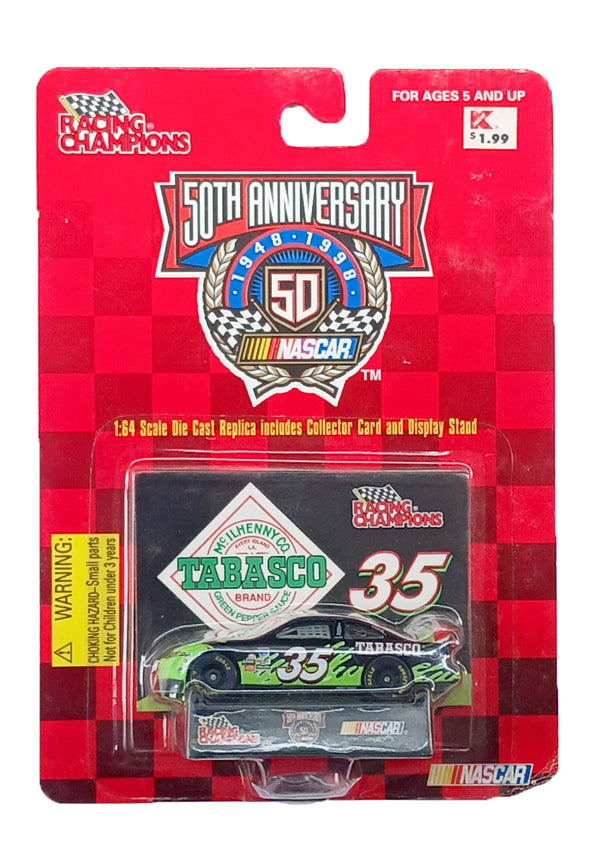 RACING®
CHAMPIONS
FOR AGES 5 AND UP
K
$1.99
50TH ANNIVERSARY
1948 • 1998
50
NASCAR
TM
1:64 Scale Die Cast Replica includes Collector Card and Display Stand
RACING
CHAMPIONS
McILHENNY CO.
AVERY ISLAND
LA.
TABASCO
BRAND
GREEN PEPPER SAUCE
35
WARNING:
CHOKING HAZARD–Small parts
Not for Children under 3 years
TABASCO
35
RACING
CHAMPIONS
50TH ANNIVERSARY
50
NASCAR
NASCAR